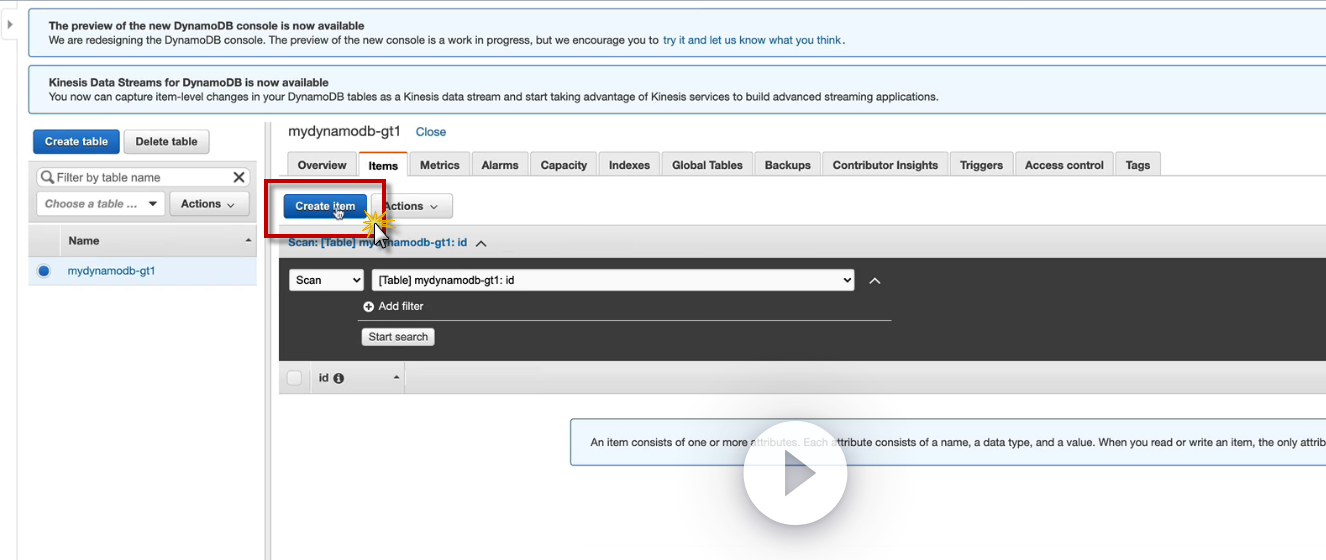 The preview of the new DynamoDB console is now available
We are redesigning the DynamoDB console. The preview of the new console is a work in progress, but we encourage you to try it and let us know what you think.
Kinesis Data Streams for DynamoDB is now available
You now can capture item-level changes in your DynamoDB tables as a Kinesis data stream and start taking advantage of Kinesis services to build advanced streaming applications.
Create table Delete table
Filter by table name
Choose a table ... Actions
Name
mydynamodb-gt1
mydynamodb-gt1 Close
Overview Items Metrics Alarms Capacity Indexes Global Tables Backups Contributor Insights Triggers Access control Tags
Create item Actions
Scan: [Table] mydynamodb-gt1: id
Scan [Table] mydynamodb-gt1: id
Add filter
Start search
id
An item consists of one or more attributes. Each attribute consists of a name, a data type, and a value. When you read or write an item, the only attrib